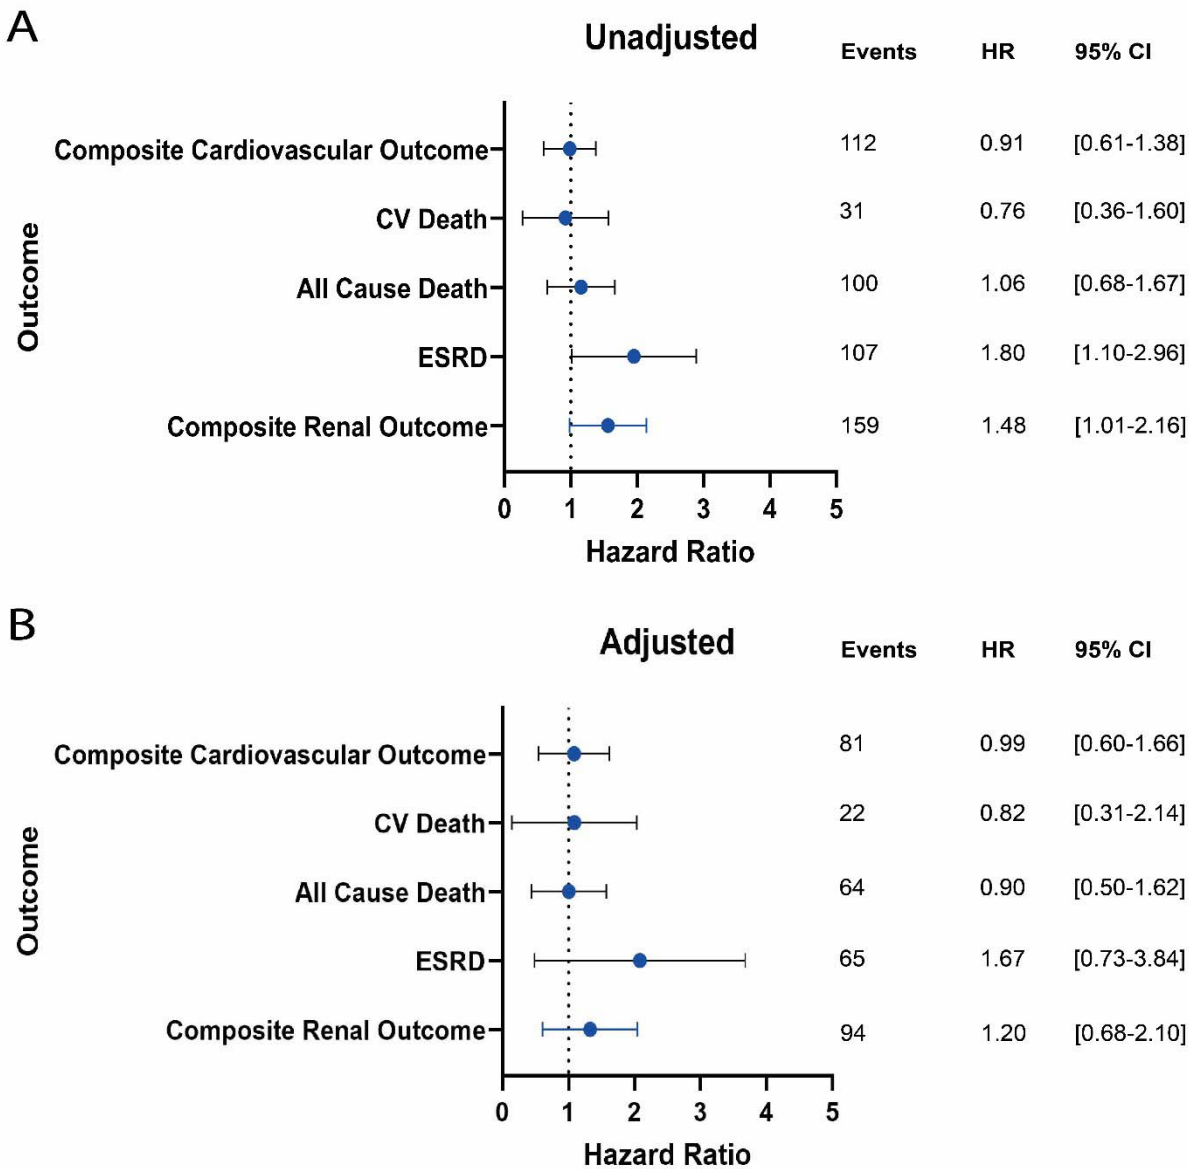 A
Unadjusted
Events HR 95% CI
Outcome
Composite Cardiovascular Outcome 112 0.91 [0.61-1.38]
CV Death 31 0.76 [0.36-1.60]
All Cause Death 100 1.06 [0.68-1.67]
ESRD 107 1.80 [1.10-2.96]
Composite Renal Outcome 159 1.48 [1.01-2.16]
0 1 2 3 4 5
Hazard Ratio
B
Adjusted
Events HR 95% CI
Outcome
Composite Cardiovascular Outcome 81 0.99 [0.60-1.66]
CV Death 22 0.82 [0.31-2.14]
All Cause Death 64 0.90 [0.50-1.62]
ESRD 65 1.67 [0.73-3.84]
Composite Renal Outcome 94 1.20 [0.68-2.10]
0 1 2 3 4 5
Hazard Ratio